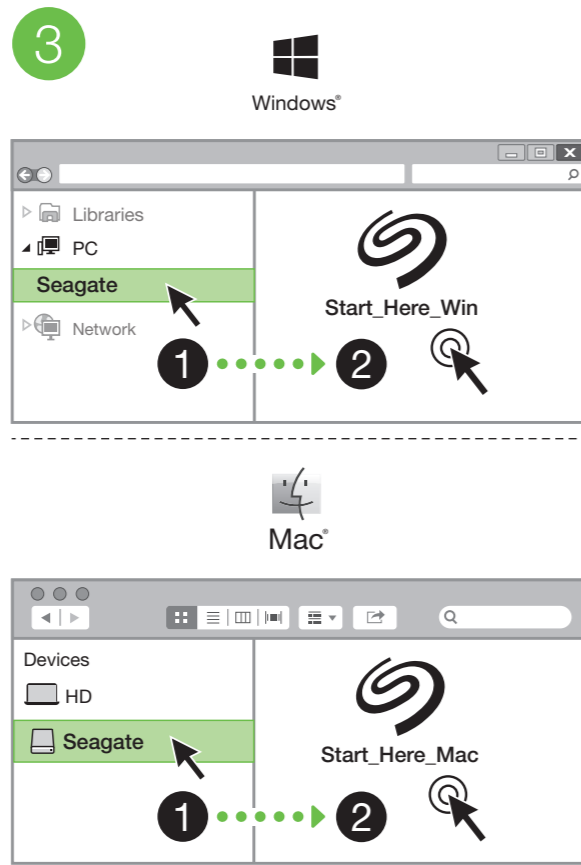 3
Windows®
Libraries
PC
Seagate
Network
Start_Here_Win
1 2
Mac®
Devices
HD
Seagate
Start_Here_Mac
1 2